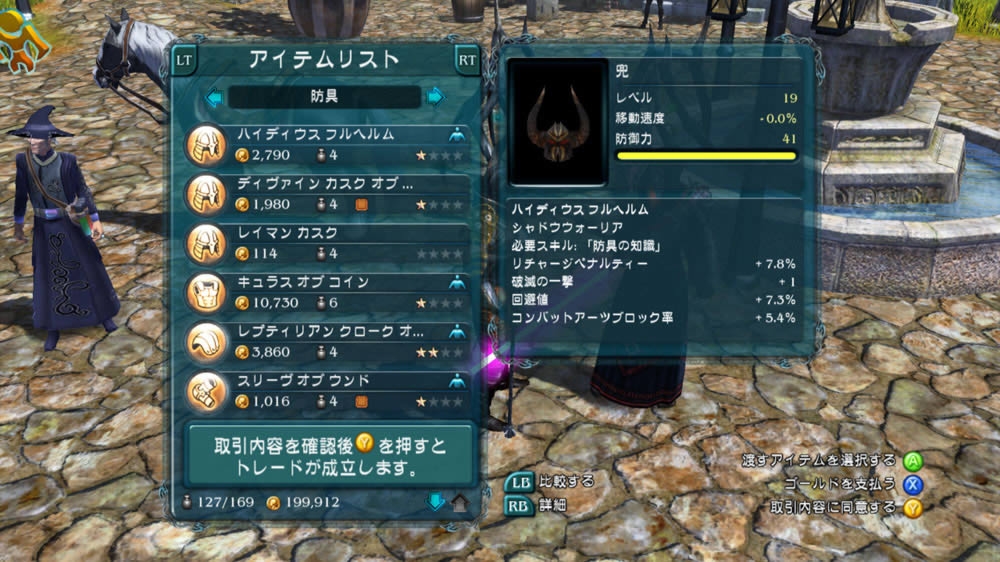 LT
アイテムリスト
RT
防具
ハイディウス フルヘルム
2,790 4
ディヴァイン カスク オブ...
1,980 4
レイマン カスク
114 4
キュラス オブ コイン
10,730 6
レプティリアン クローク オ...
3,860 4
スリーヴ オブ ウンド
1,016 4
取引内容を確認後Yを押すと
トレードが成立します。
127/169 199,912
兜
レベル 19
移動速度 -0.0%
防御力 41
ハイディウス フルヘルム
シャドウウォーリア
必要スキル:「防具の知識」
リチャージペナルティー +7.8%
破滅の一撃 +1
回避値 +7.3%
コンバットアーツブロック率 +5.4%
LB 比較する
RB 詳細
渡すアイテムを選択する A
ゴールドを支払う X
取引内容に同意する Y